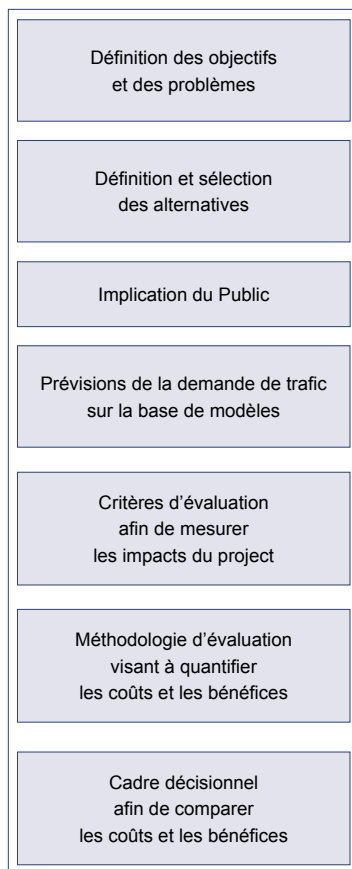 Définition des objectifs
et des problèmes
Définition et sélection
des alternatives
Implication du Public
Prévisions de la demande de trafic
sur la base de modèles
Critères d’évaluation
afin de mesurer
les impacts du project
Méthodologie d’évaluation
visant à quantifier
les coûts et les bénéfices
Cadre décisionnel
afin de comparer
les coûts et les bénéfices